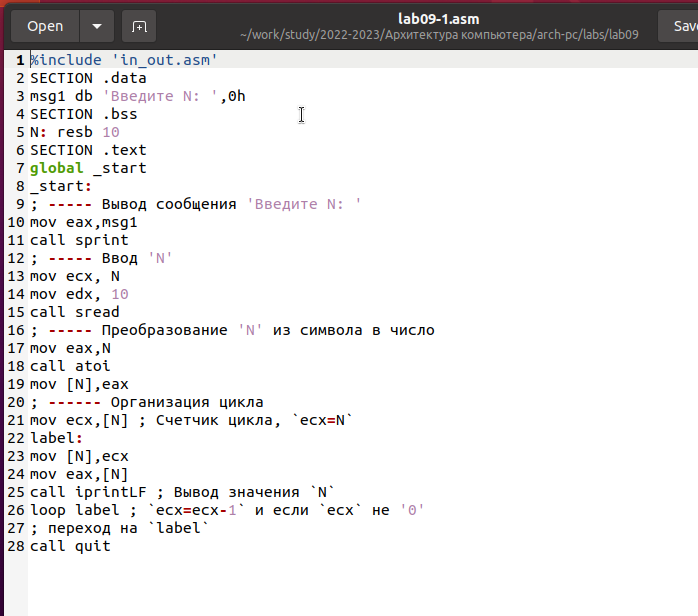 Open
lab09-1.asm
~/work/study/2022-2023/Архитектура компьютера/arch-pc/labs/lab09
Save
1 %include 'in_out.asm'
2 SECTION .data
3 msg1 db 'Введите N: ',0h
4 SECTION .bss
5 N: resb 10
6 SECTION .text
7 global _start
8 _start:
9 ; ----- Вывод сообщения 'Введите N: '
10 mov eax,msg1
11 call sprint
12 ; ----- Ввод 'N'
13 mov ecx, N
14 mov edx, 10
15 call sread
16 ; ----- Преобразование 'N' из символа в число
17 mov eax,N
18 call atoi
19 mov [N],eax
20 ; ------ Организация цикла
21 mov ecx,[N] ; Счетчик цикла, `ecx=N`
22 label:
23 mov [N],ecx
24 mov eax,[N]
25 call iprintLF ; Вывод значения `N`
26 loop label ; `ecx=ecx-1` и если `ecx` не '0'
27 ; переход на `label`
28 call quit